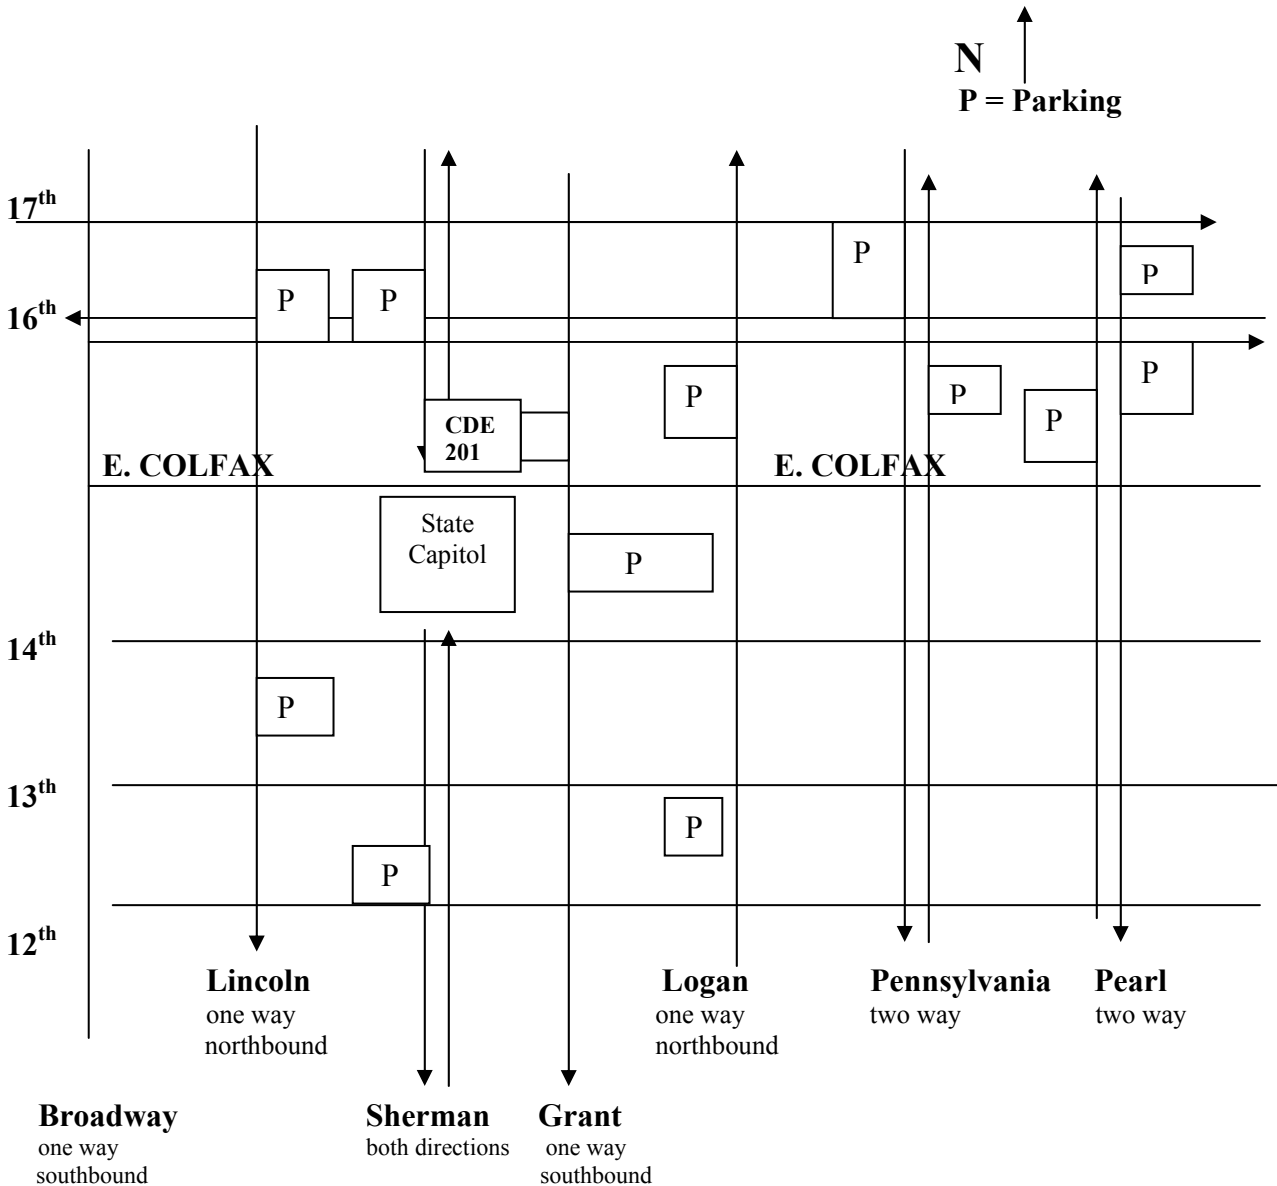 N
P = Parking
17th
P
P
P
P
16th
P
P
P
P
CDE
201
E. COLFAX
E. COLFAX
State
Capitol
P
14th
P
13th
P
P
12th
Lincoln
one way
northbound
Logan
one way
northbound
Pennsylvania
two way
Pearl
two way
Broadway
one way
southbound
Sherman
both directions
Grant
one way
southbound